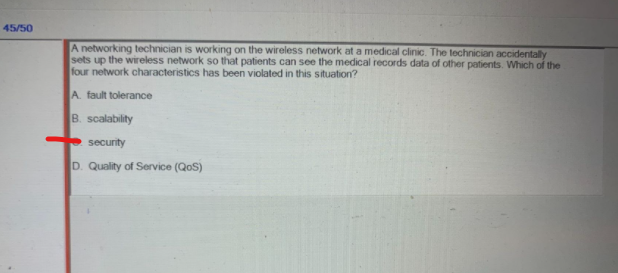 45/50
A networking technician is working on the wireless network at a medical clinic. The technician accidentally
sets up the wireless network so that patients can see the medical records data of other patients. Which of the
four network characteristics has been violated in this situation?
A. fault tolerance
B. scalability
security
D. Quality of Service (QoS)